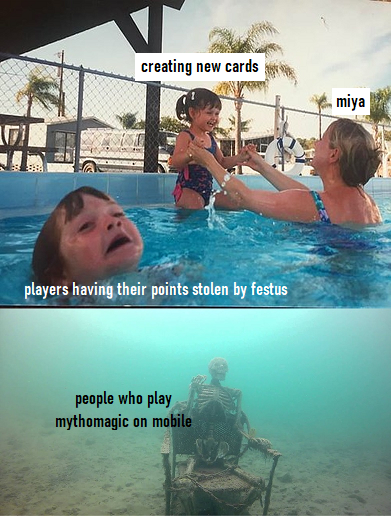 creating new cards
miya
players having their points stolen by festus
people who play
mythomagic on mobile